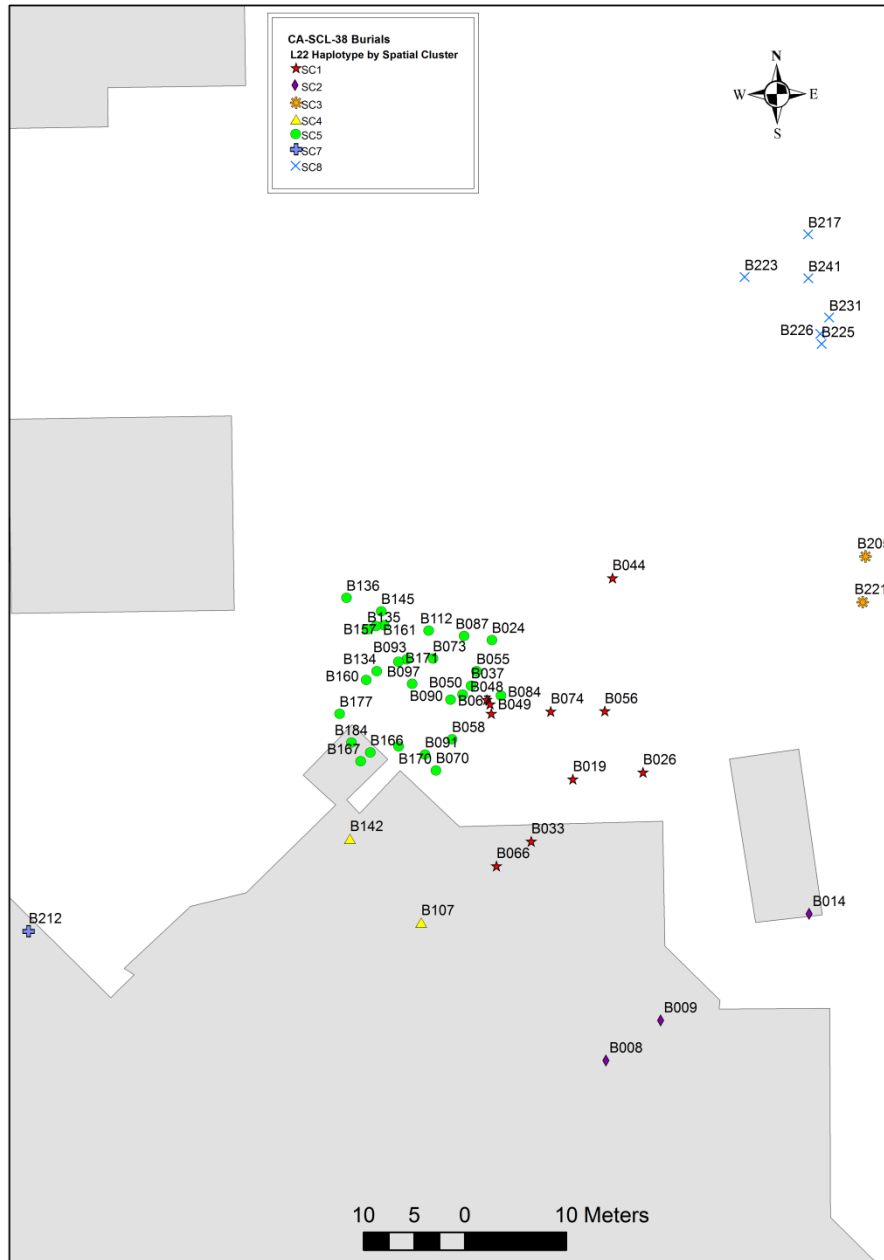 CA-SCL-38 Burials
L22 Haplotype by Spatial Cluster
SC1
SC2
SC3
SC4
SC5
SC7
SC8
N
W E
S
B217
B223 B241
B231
B226 B225
B205
B044
B221
B136
B145
B135
B157 B161 B112 B087 B024
B093 B171 B073
B134 B097 B055
B160 B037
B050 B048
B090 B084
B049
B177 B074 B056
B184 B058
B166
B167 B170 B091
B070 B019 B026
B142 B033
B066
B107 B014
B212
B009
B008
10 5 0 10 Meters